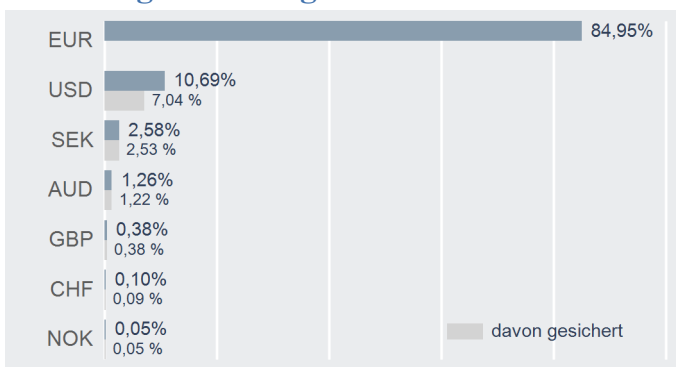 EUR 84,95%
USD 10,69%
7,04 %
SEK 2,58%
2,53 %
AUD 1,26%
1,22 %
GBP 0,38%
0,38 %
CHF 0,10%
0,09 %
NOK 0,05%
0,05 %
davon gesichert